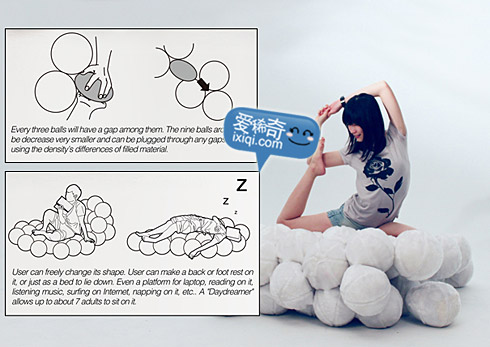 Every three balls will have a gap among them. The nine balls are
be decrease very smaller and can be plugged through any gaps
using the density's differences of filled material.
爱稀奇
ixiqi.com
Z
z
z
User can freely change its shape. User can make a back or foot rest on
it, or just as a bed to lie down. Even a platform for laptop, reading on it,
listening music, surfing on Internet, napping on it, etc.. A "Daydreamer"
allows up to about 7 adults to sit on it.